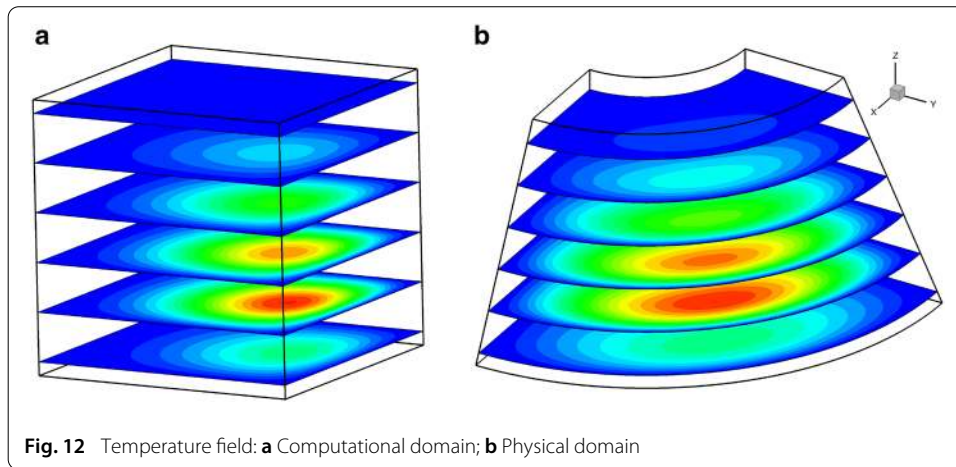 a
b
Z
X
Y
Fig. 12 Temperature field: a Computational domain; b Physical domain